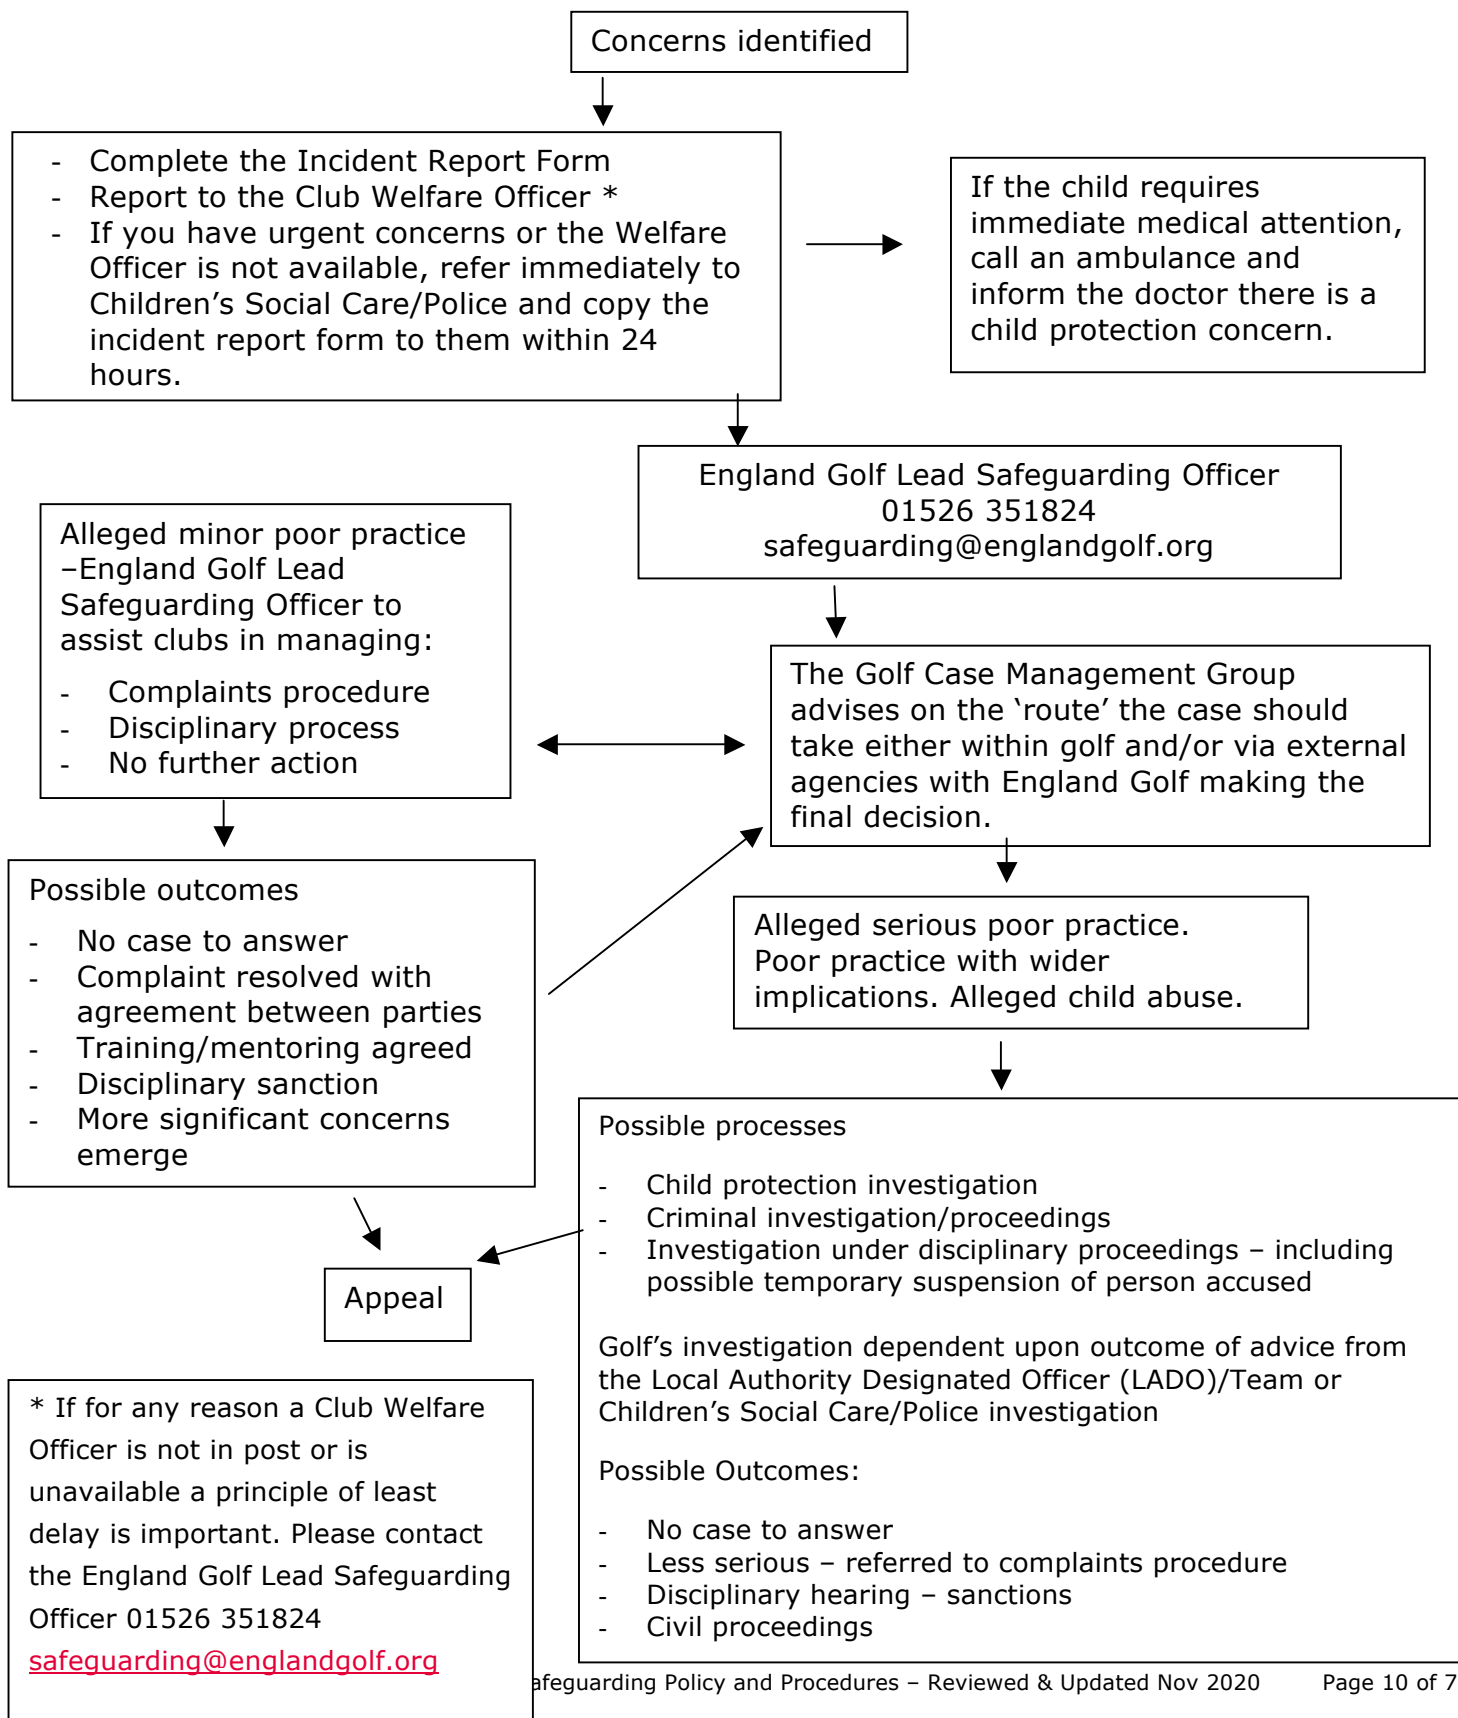 Concerns identified
- Complete the Incident Report Form
- Report to the Club Welfare Officer *
- If you have urgent concerns or the Welfare
Officer is not available, refer immediately to
Children’s Social Care/Police and copy the
incident report form to them within 24
hours.
If the child requires
immediate medical attention,
call an ambulance and
inform the doctor there is a
child protection concern.
England Golf Lead Safeguarding Officer
01526 351824
safeguarding@englandgolf.org
Alleged minor poor practice
–England Golf Lead
Safeguarding Officer to
assist clubs in managing:
- Complaints procedure
- Disciplinary process
- No further action
The Golf Case Management Group
advises on the ‘route’ the case should
take either within golf and/or via external
agencies with England Golf making the
final decision.
Possible outcomes
- No case to answer
- Complaint resolved with
agreement between parties
- Training/mentoring agreed
- Disciplinary sanction
- More significant concerns
emerge
Alleged serious poor practice.
Poor practice with wider
implications. Alleged child abuse.
Possible processes
- Child protection investigation
- Criminal investigation/proceedings
- Investigation under disciplinary proceedings – including
possible temporary suspension of person accused
Golf’s investigation dependent upon outcome of advice from
the Local Authority Designated Officer (LADO)/Team or
Children’s Social Care/Police investigation
Possible Outcomes:
- No case to answer
- Less serious – referred to complaints procedure
- Disciplinary hearing – sanctions
- Civil proceedings
Appeal
* If for any reason a Club Welfare
Officer is not in post or is
unavailable a principle of least
delay is important. Please contact
the England Golf Lead Safeguarding
Officer 01526 351824
safeguarding@englandgolf.org
afeguarding Policy and Procedures – Reviewed & Updated Nov 2020 Page 10 of 7